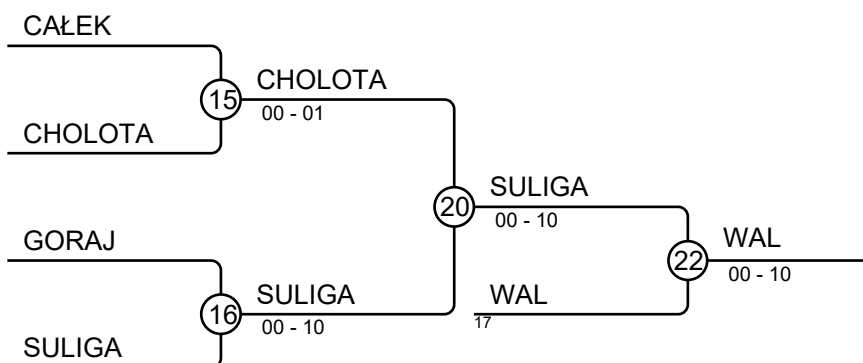 CAŁEK
15
CHOLOTA
00 - 01
CHOLOTA
20
SULIGA
00 - 10
GORAJ
22
WAL
00 - 10
16
SULIGA
00 - 10
WAL
17
SULIGA